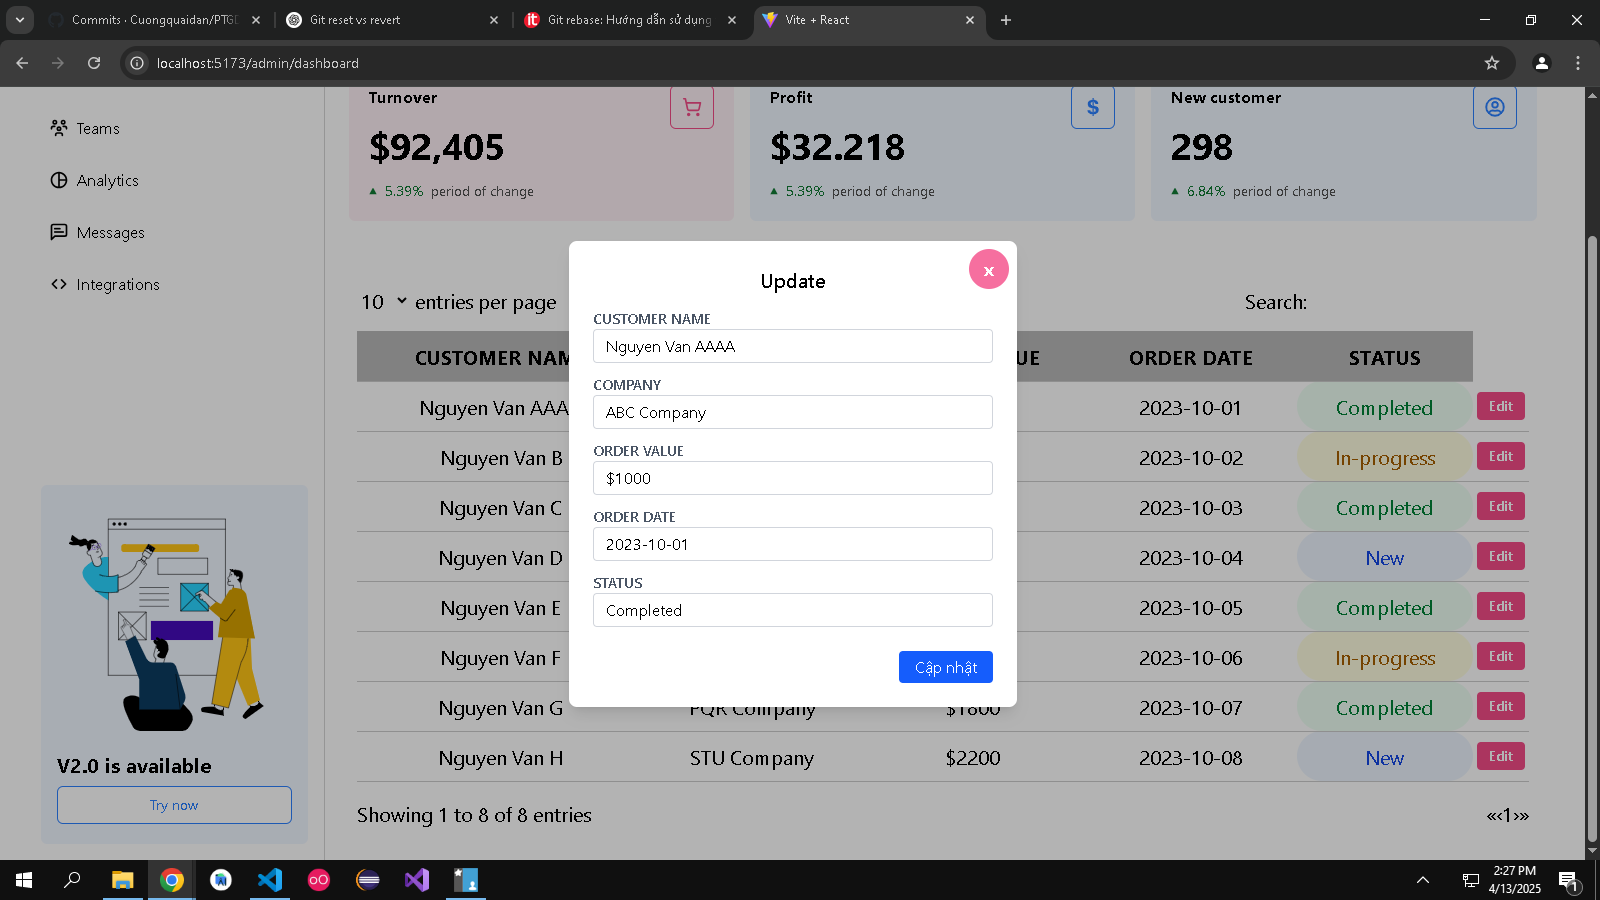 Commits · Cuongquaidan/PTGD
Git reset vs revert
Git rebase: Hướng dẫn sử dụng
Vite + React
localhost:5173/admin/dashboard
Teams
Analytics
Messages
Integrations
V2.0 is available
Try now
Turnover
$92,405
5.39% period of change
Profit
$
$32.218
5.39% period of change
New customer
298
6.84% period of change
10 entries per page
Search:
CUSTOMER NAM UE ORDER DATE STATUS
Nguyen Van AAA 2023-10-01 Completed Edit
Nguyen Van B 2023-10-02 In-progress Edit
Nguyen Van C 2023-10-03 Completed Edit
Nguyen Van D 2023-10-04 New Edit
Nguyen Van E 2023-10-05 Completed Edit
Nguyen Van F 2023-10-06 In-progress Edit
Nguyen Van G PQR Company $1800 2023-10-07 Completed Edit
Nguyen Van H STU Company $2200 2023-10-08 New Edit
Showing 1 to 8 of 8 entries
«‹1›»
Update
x
CUSTOMER NAME
Nguyen Van AAAA
COMPANY
ABC Company
ORDER VALUE
$1000
ORDER DATE
2023-10-01
STATUS
Completed
Cập nhật
2:27 PM
4/13/2025
1